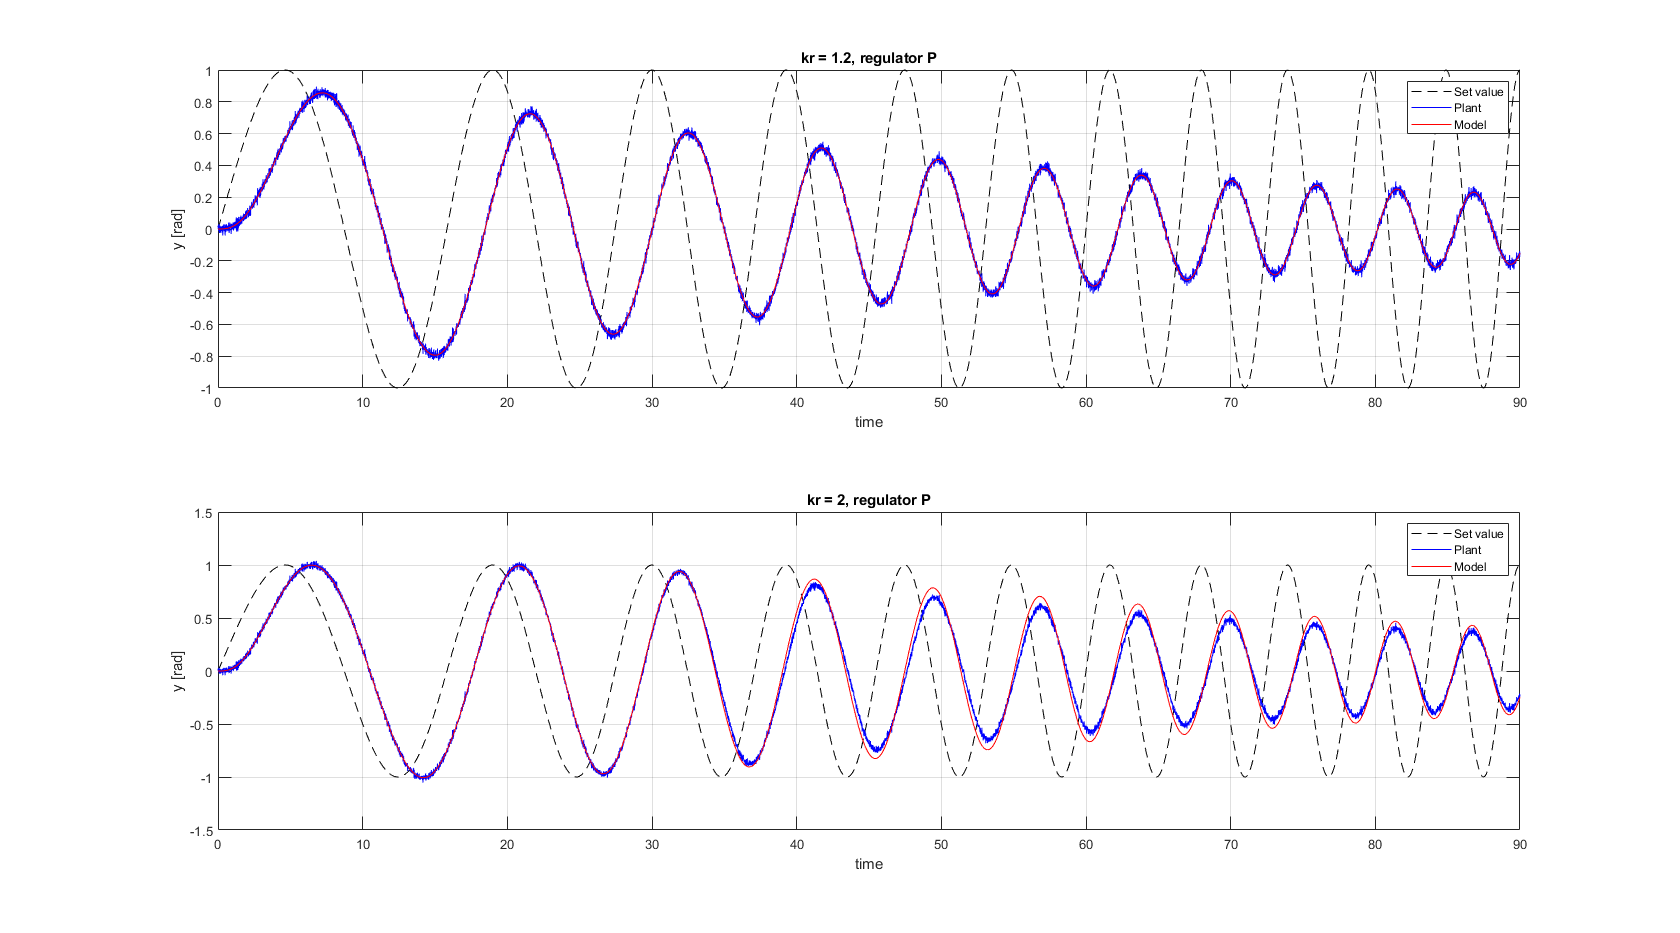 kr = 1.2, regulator P
1
0.8
0.6
0.4
0.2
0
-0.2
-0.4
-0.6
-0.8
-1
y [rad]
Set value
Plant
Model
0 10 20 30 40 50 60 70 80 90
time
kr = 2, regulator P
1.5
1
0.5
0
-0.5
-1
-1.5
y [rad]
Set value
Plant
Model
0 10 20 30 40 50 60 70 80 90
time